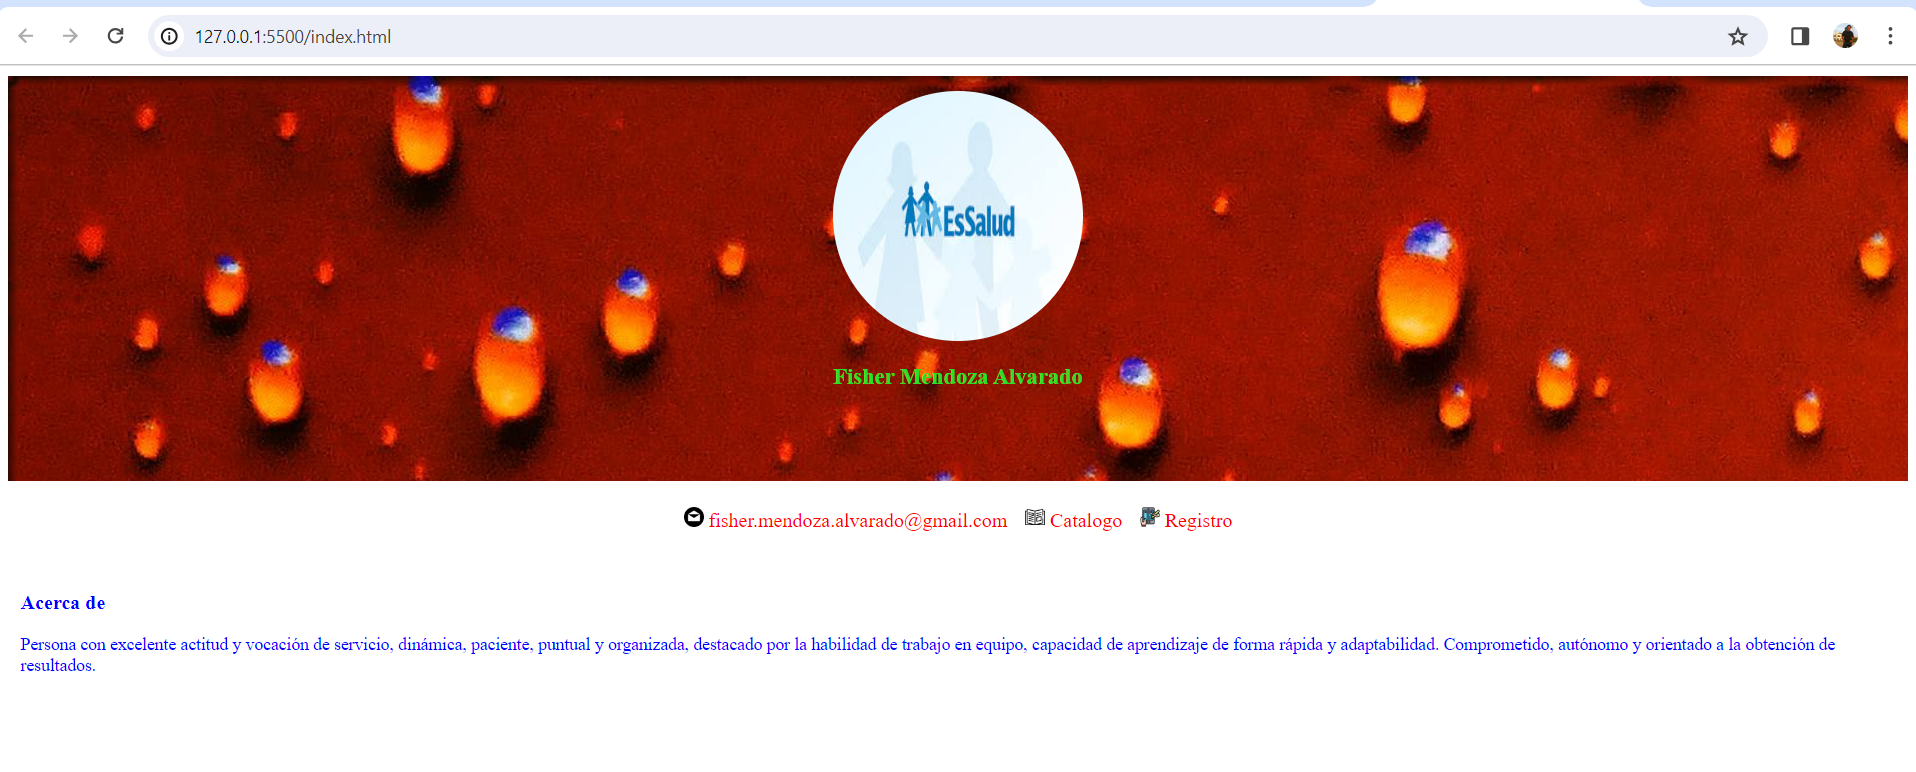 127.0.0.1:5500/index.html
EsSalud
Fisher Mendoza Alvarado
fisher.mendoza.alvarado@gmail.com Catalogo Registro
Acerca de
Persona con excelente actitud y vocación de servicio, dinámica, paciente, puntual y organizada, destacado por la habilidad de trabajo en equipo, capacidad de aprendizaje de forma rápida y adaptabilidad. Comprometido, autónomo y orientado a la obtención de
resultados.